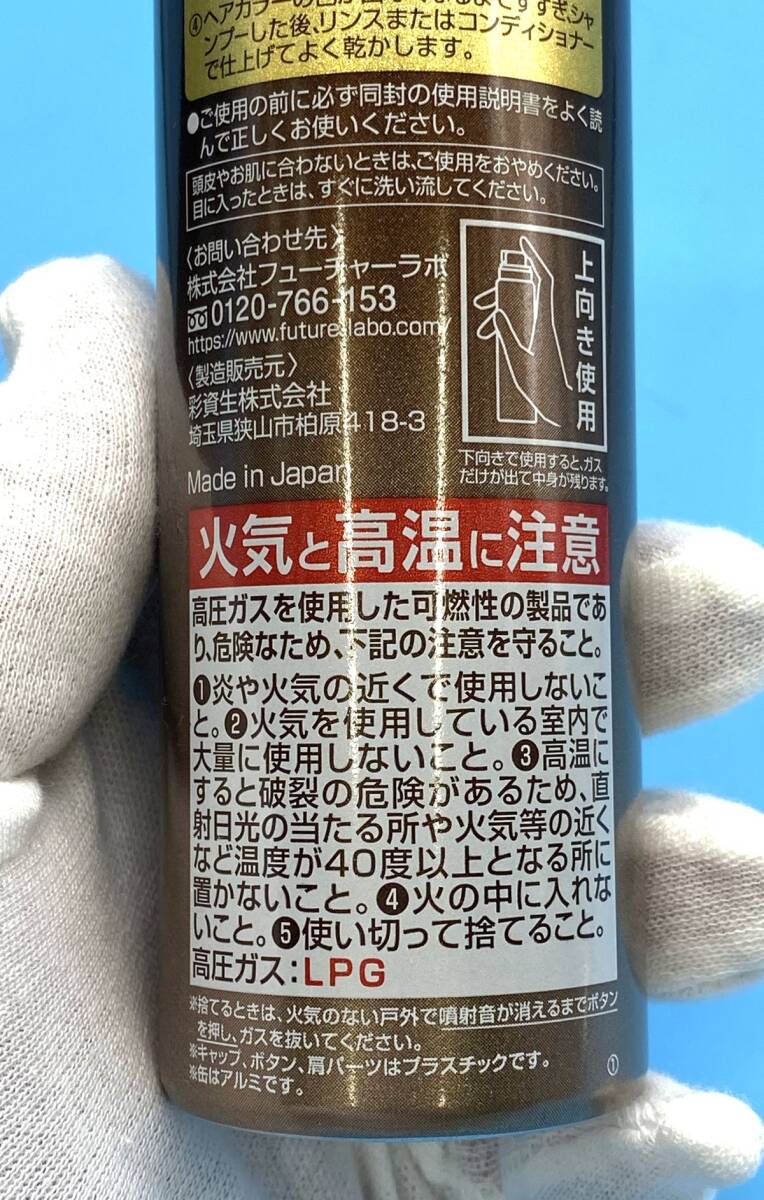 ④ヘアカラーの
すすぎ、シャ
ンプーした後、リンスまたはコンディショナー
で仕上げてよく乾かします。
●ご使用の前に必ず同封の使用説明書をよく読
んで正しくお使いください。
頭皮やお肌に合わないときは、ご使用をおやめください。
目に入ったときは、すぐに洗い流してください。
〈お問い合わせ先〉
株式会社フューチャーラボ
0120-766-153
https://www.future-labo.com/
〈製造販売元〉
彩資生株式会社
埼玉県狭山市柏原418-3
Made in Japan
上向き使用
下向きで使用すると、ガス
だけが出て中身が残ります。
火気と高温に注意
高圧ガスを使用した可燃性の製品であ
り、危険なため、下記の注意を守ること。
❶炎や火気の近くで使用しないこ
と。❷火気を使用している室内で
大量に使用しないこと。❸高温に
すると破裂の危険があるため、直
射日光の当たる所や火気等の近く
など温度が40度以上となる所に
置かないこと。❹火の中に入れな
いこと。❺使い切って捨てること。
高圧ガス:LPG
※捨てるときは、火気のない戸外で噴射音が消えるまでボタン
を押し、ガスを抜いてください。
※キャップ、ボタン、肩パーツはプラスチックです。
※缶はアルミです。
①